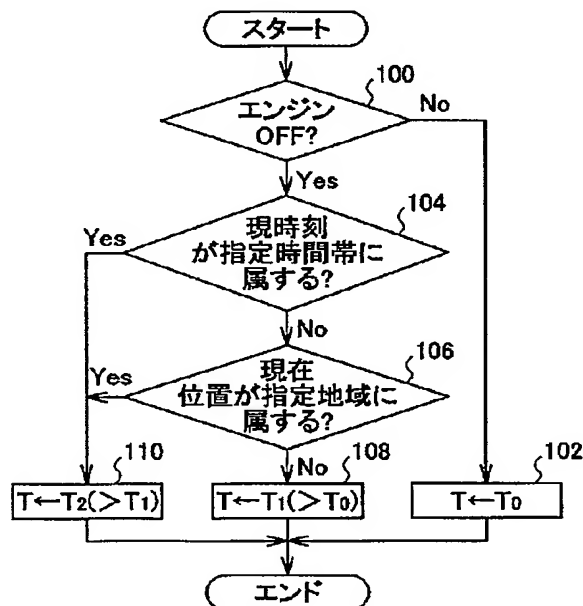 スタート
100
エンジン
OFF?
No
Yes
104
現時刻
が指定時間帯に
属する?
Yes
No
106
現在
位置が指定地域に
属する?
Yes
No
110
T←T₂(>T₁)
108
T←T₁(>T₀)
102
T←T₀
エンド